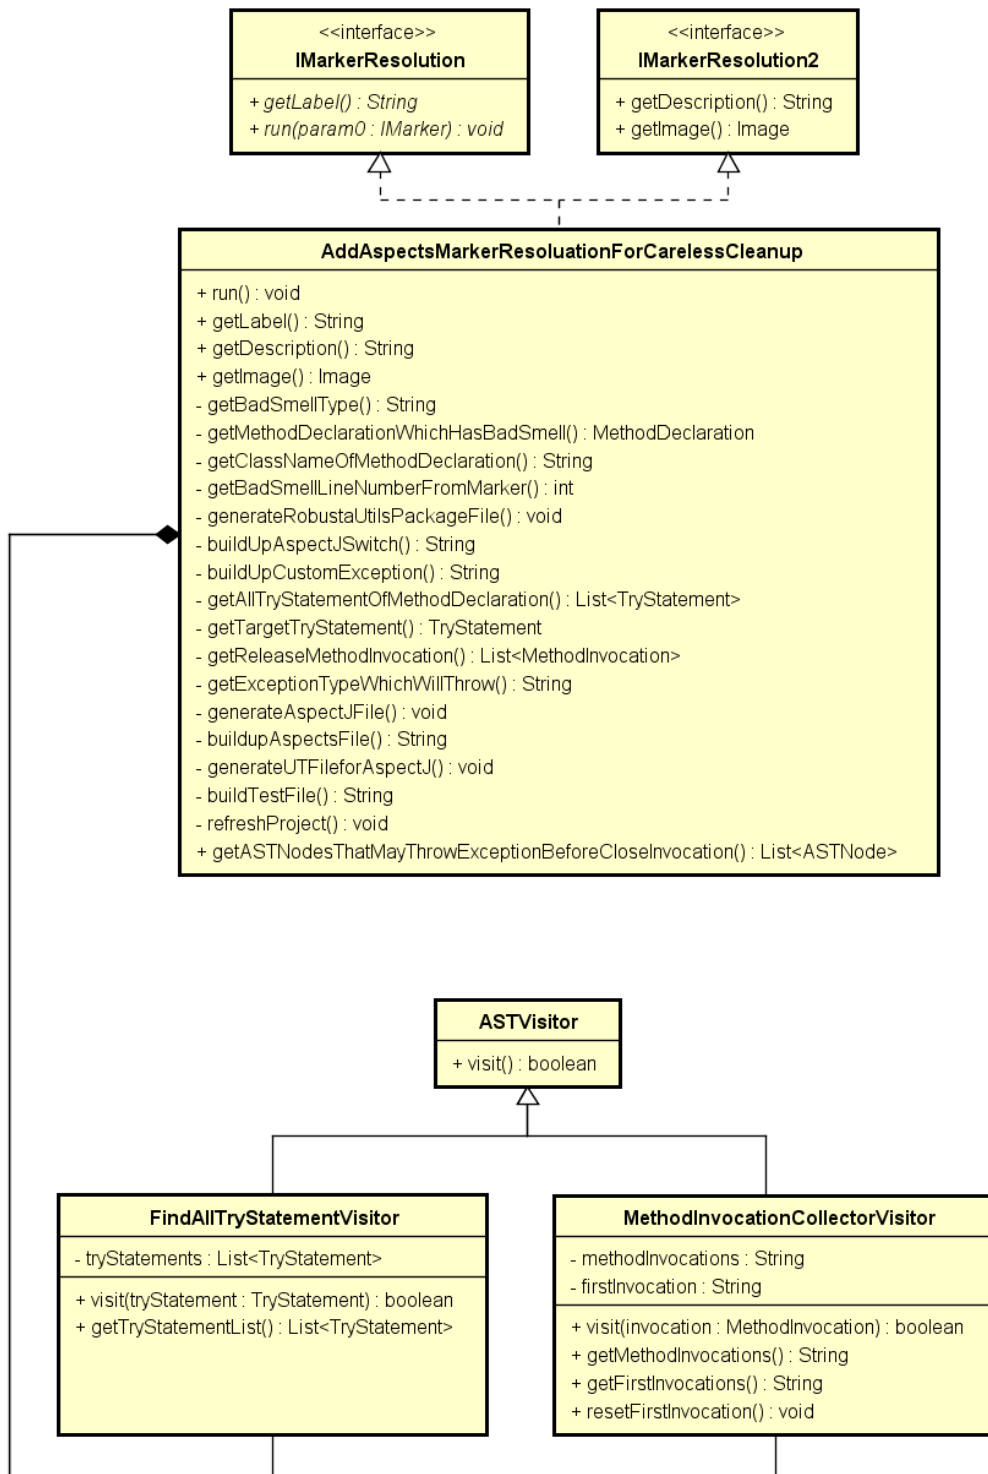 <<interface>>
IMarkerResolution
+ getLabel() : String
+ run(param0 : IMarker) : void
<<interface>>
IMarkerResolution2
+ getDescription() : String
+ getImage() : Image
AddAspectsMarkerResoluationForCarelessCleanup
+ run() : void
+ getLabel() : String
+ getDescription() : String
+ getImage() : Image
- getBadSmellType() : String
- getMethodDeclarationWhichHasBadSmell() : MethodDeclaration
- getClassNameOfMethodDeclaration() : String
- getBadSmellLineNumberFromMarker() : int
- generateRobustaUtilsPackageFile() : void
- buildUpAspectJSwitch() : String
- buildUpCustomException() : String
- getAllTryStatementOfMethodDeclaration() : List<TryStatement>
- getTargetTryStatement() : TryStatement
- getReleaseMethodInvocation() : List<MethodInvocation>
- getExceptionTypeWhichWillThrow() : String
- generateAspectJFile() : void
- buildupAspectsFile() : String
- generateUTFileforAspectJ() : void
- buildTestFile() : String
- refreshProject() : void
+ getASTNodesThatMayThrowExceptionBeforeCloseInvocation() : List<ASTNode>
ASTVisitor
+ visit() : boolean
FindAllTryStatementVisitor
- tryStatements : List<TryStatement>
+ visit(tryStatement : TryStatement) : boolean
+ getTryStatementList() : List<TryStatement>
MethodInvocationCollectorVisitor
- methodInvocations : String
- firstInvocation : String
+ visit(invocation : MethodInvocation) : boolean
+ getMethodInvocations() : String
+ getFirstInvocations() : String
+ resetFirstInvocation() : void